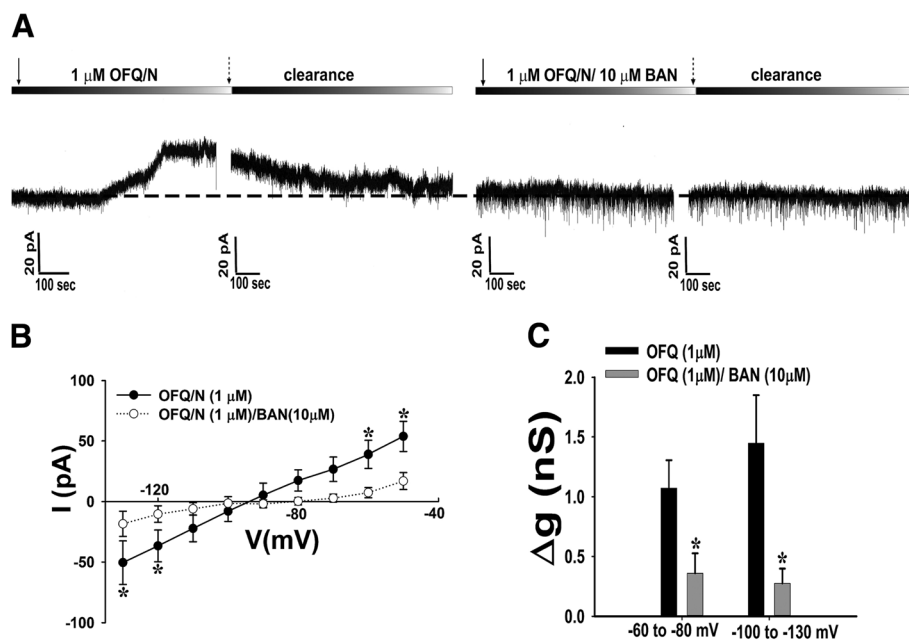 A
1 μM OFQ/N
clearance
1 μM OFQ/N/ 10 μM BAN
clearance
20 pA
100 sec
20 pA
100 sec
20 pA
100 sec
20 pA
100 sec
B
100
50
0
-50
-100
I (pA)
OFQ/N (1 μM)
OFQ/N (1 μM)/BAN(10μM)
* *
-120
-80
-40
V(mV)
* *
C
OFQ (1μM)
OFQ (1μM)/ BAN (10μM)
2.0
1.5
1.0
0.5
0.0
Δg (nS)
* *
-60 to -80 mV
-100 to -130 mV